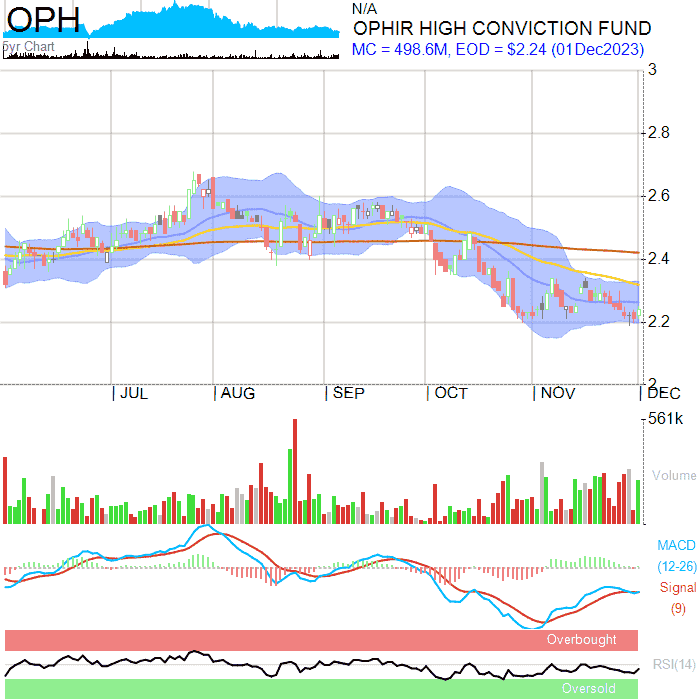 OPH
5yr Chart
N/A
OPHIR HIGH CONVICTION FUND
MC = 498.6M, EOD = $2.24 (01Dec2023)
3
2.8
2.6
2.4
2.2
2
JUL AUG SEP OCT NOV DEC
561k
Volume
MACD
(12-26)
Signal
(9)
Overbought
RSI(14)
Oversold